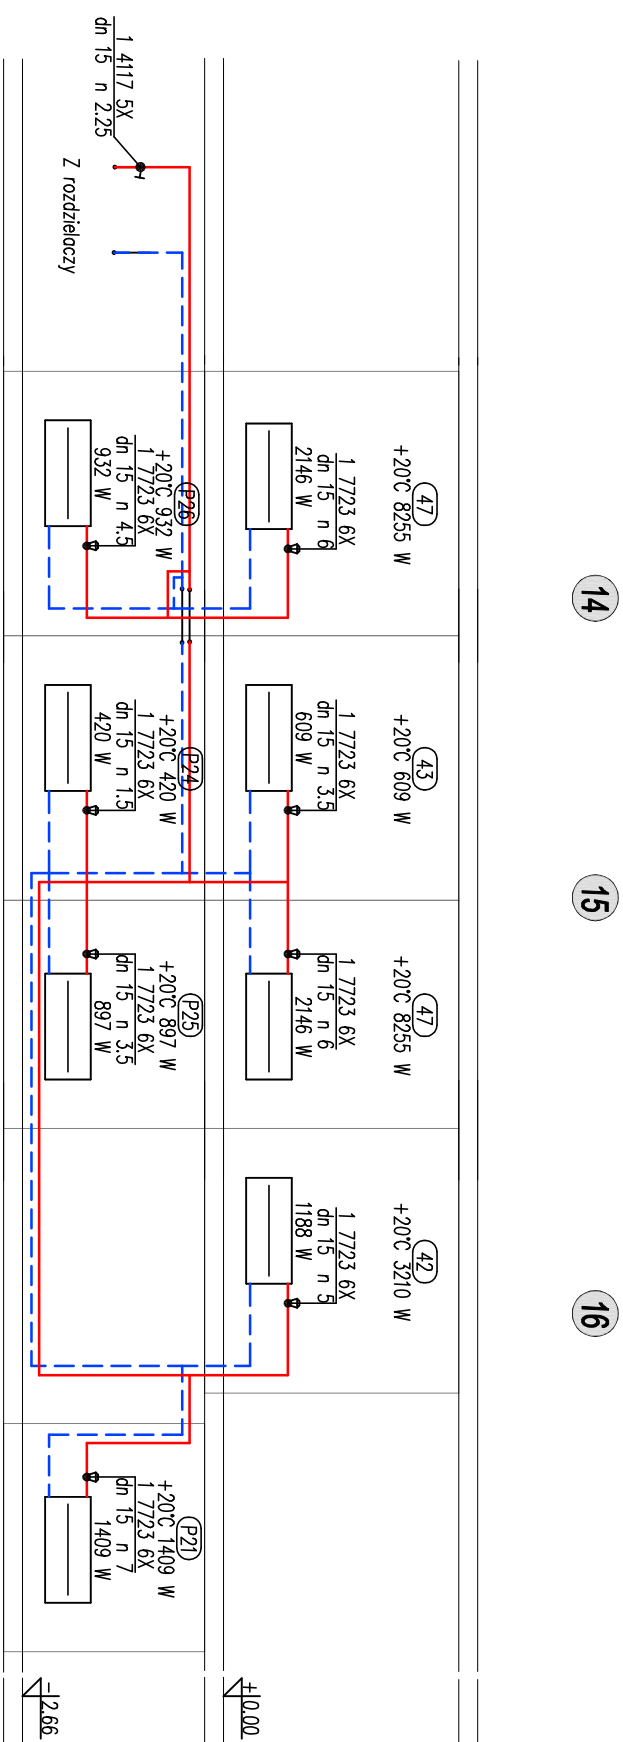 14
15
16
47
+20°C 8255 W
1 7723 6X
dn 15 n 6
2146 W
43
+20°C 609 W
1 7723 6X
dn 15 n 3.5
609 W
47
+20°C 8255 W
1 7723 6X
dn 15 n 6
2146 W
42
+20°C 3210 W
1 7723 6X
dn 15 n 5
1188 W
+0.00
1 4117 5X
dn 15 n 2.25
Z rozdzielaczy
P26
+20°C 932 W
1 7723 6X
dn 15 n 4.5
932 W
P24
+20°C 420 W
1 7723 6X
dn 15 n 1.5
420 W
P25
+20°C 897 W
1 7723 6X
dn 15 n 3.5
897 W
P21
+20°C 1409 W
1 7723 6X
dn 15 n 7
1409 W
-2.66